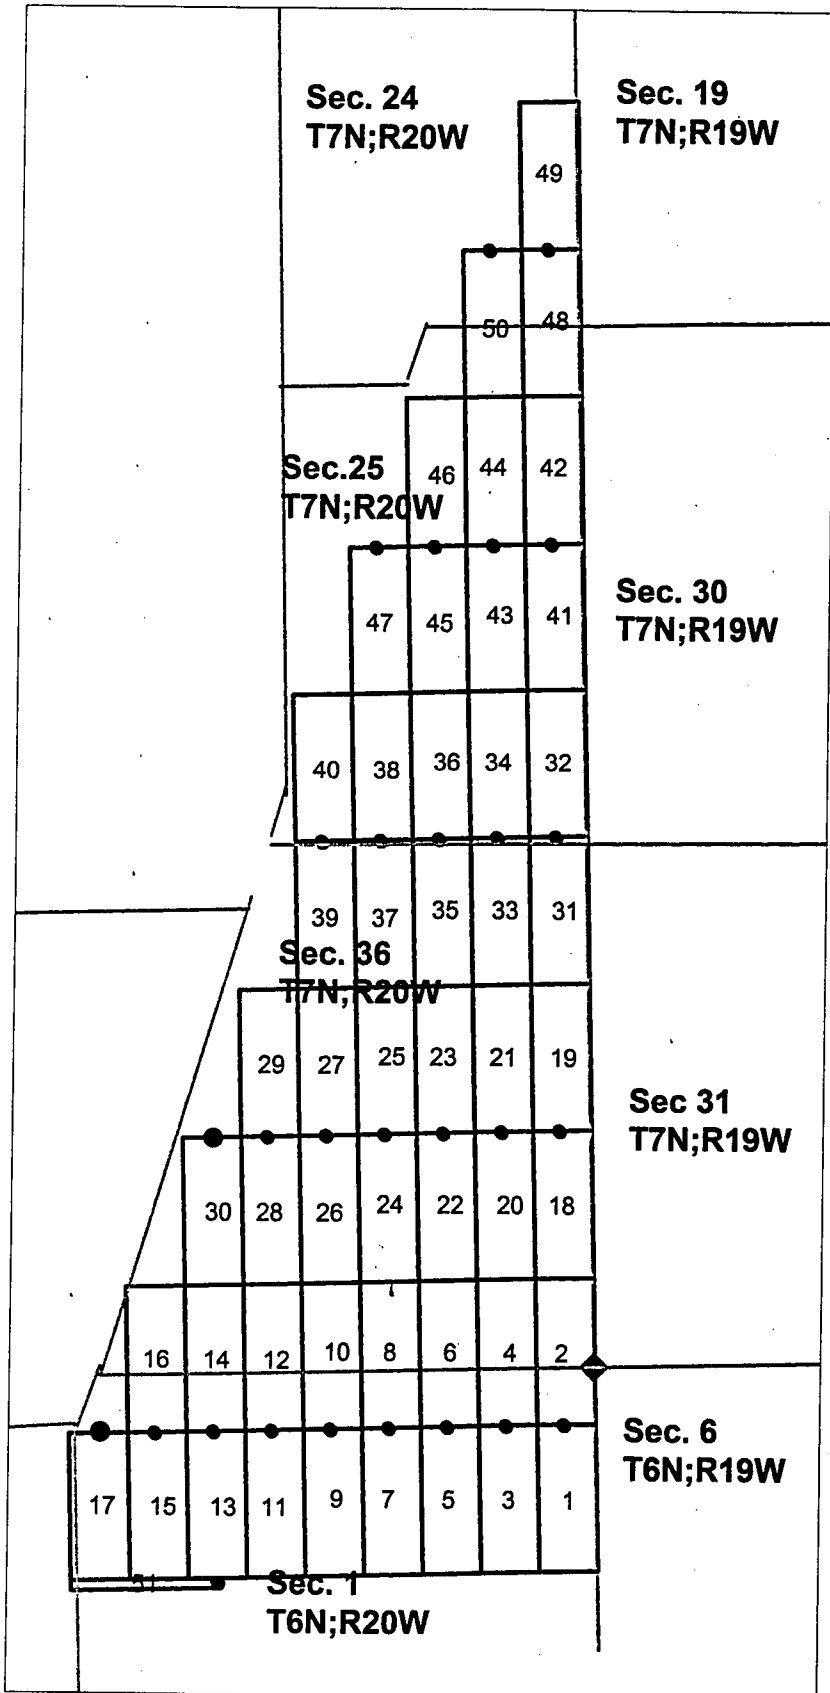 Sec. 24
T7N;R20W
Sec. 19
T7N;R19W
49
50 48
Sec.25
T7N;R20W
46 44 42
Sec. 30
T7N;R19W
47 45 43 41
40 38 36 34 32
39 37 35 33 31
Sec. 36
T7N;R20W
29 27 25 23 21 19
Sec 31
T7N;R19W
30 28 26 24 22 20 18
16 14 12 10 8 6 4 2
Sec. 6
T6N;R19W
17 15 13 11 9 7 5 3 1
51
Sec. 1
T6N;R20W